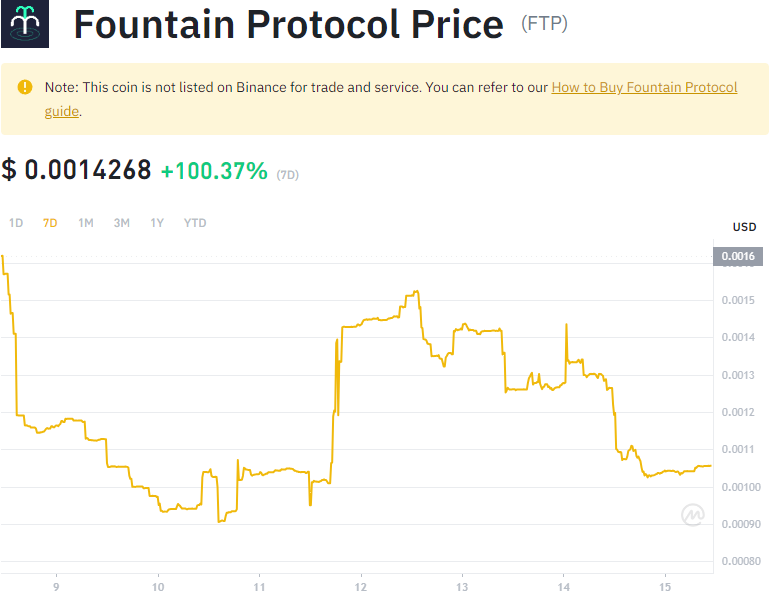 Fountain Protocol Price (FTP)
Note: This coin is not listed on Binance for trade and service. You can refer to our How to Buy Fountain Protocol
guide.
$ 0.0014268 +100.37% (7D)
1D 7D 1M 3M 1Y YTD
USD
0.0016
0.0015
0.0014
0.0013
0.0012
0.0011
0.00100
0.00090
0.00080
9 10 11 12 13 14 15